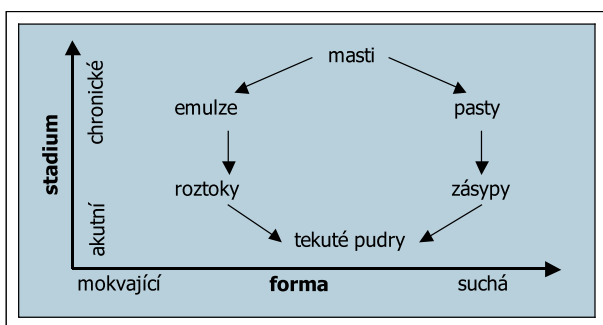 masti
emulze pasty
roztoky zásypy
tekuté pudry
stadium
chronické
akutní
mokvající forma suchá